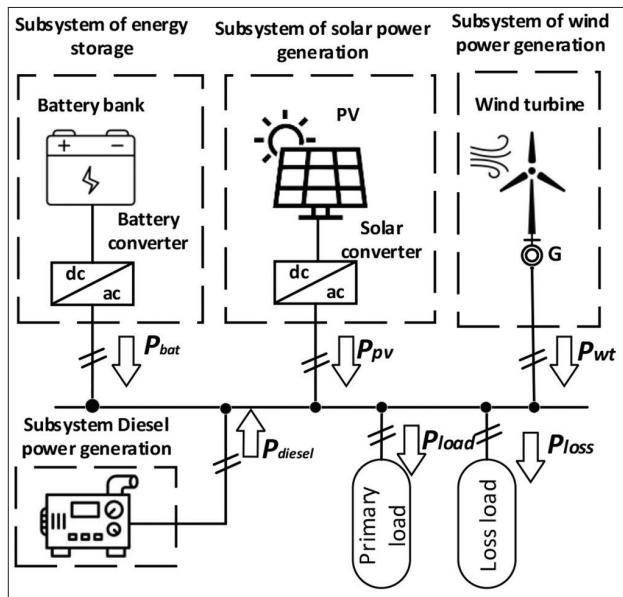 Subsystem of energy
storage
Subsystem of solar power
generation
Subsystem of wind
power generation
Battery bank
+ −
Battery
converter
dc
ac
PV
Solar
converter
dc
ac
Wind turbine
G
Pbat
Ppv
Pwt
Subsystem Diesel
power generation
Pdiesel
Pload
Ploss
Primary
load
Loss load